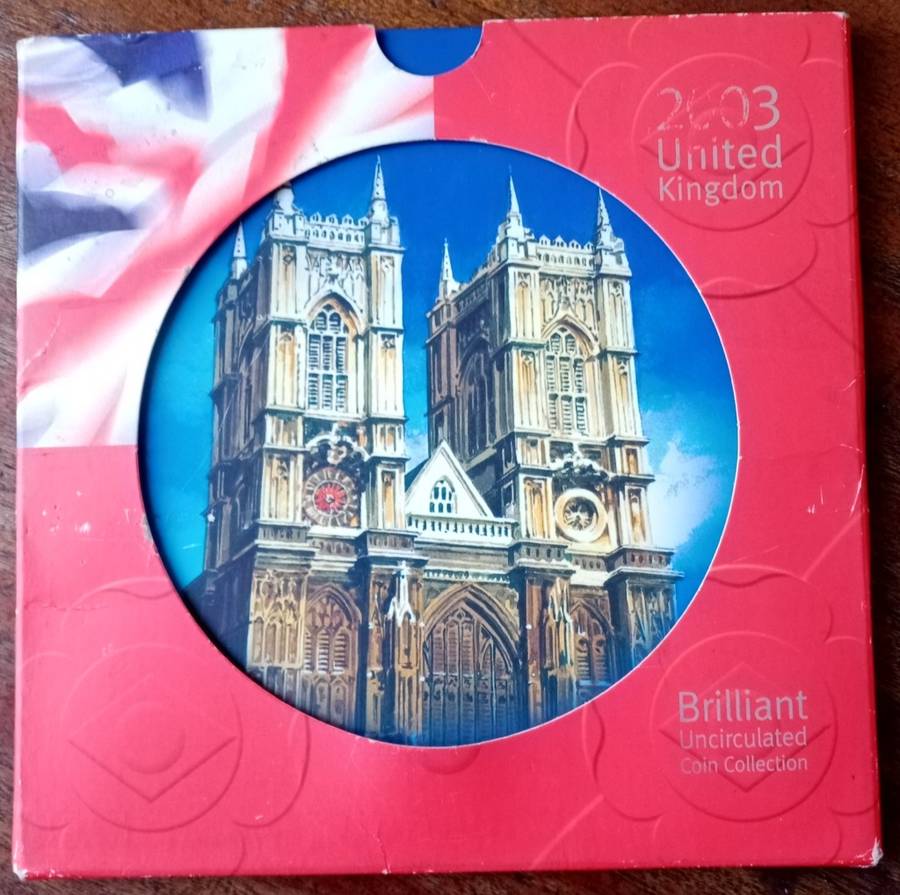 2003
United
Kingdom
Brilliant
Uncirculated
Coin Collection